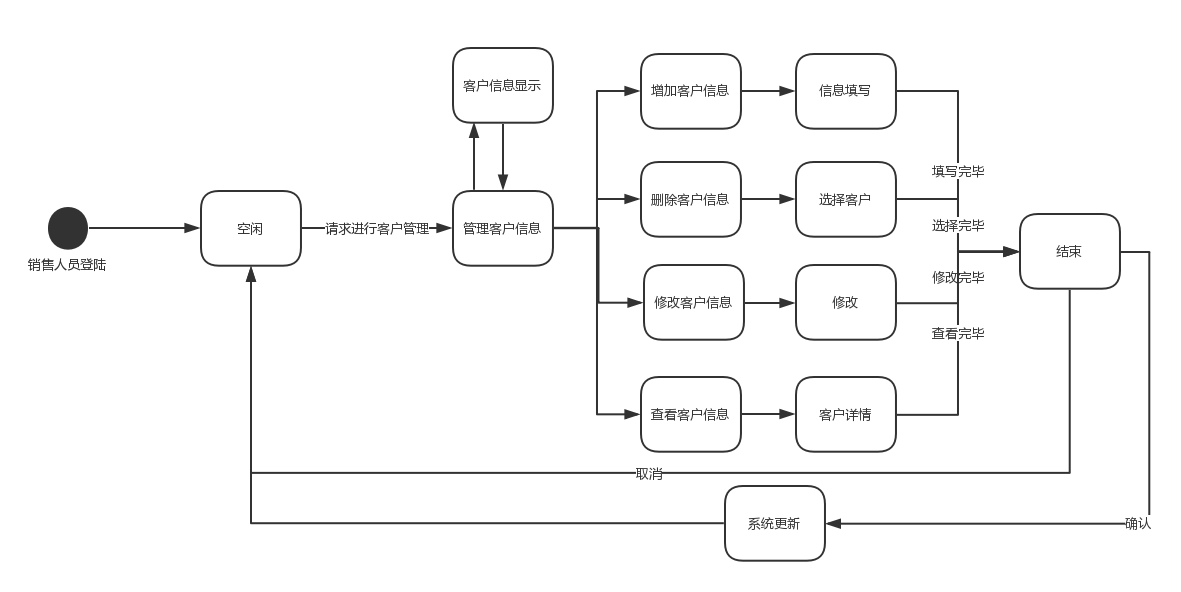 客户信息显示
增加客户信息
信息填写
填写完毕
删除客户信息
选择客户
选择完毕
销售人员登陆
空闲
请求进行客户管理
管理客户信息
结束
修改客户信息
修改
修改完毕
查看完毕
查看客户信息
客户详情
取消
系统更新
确认